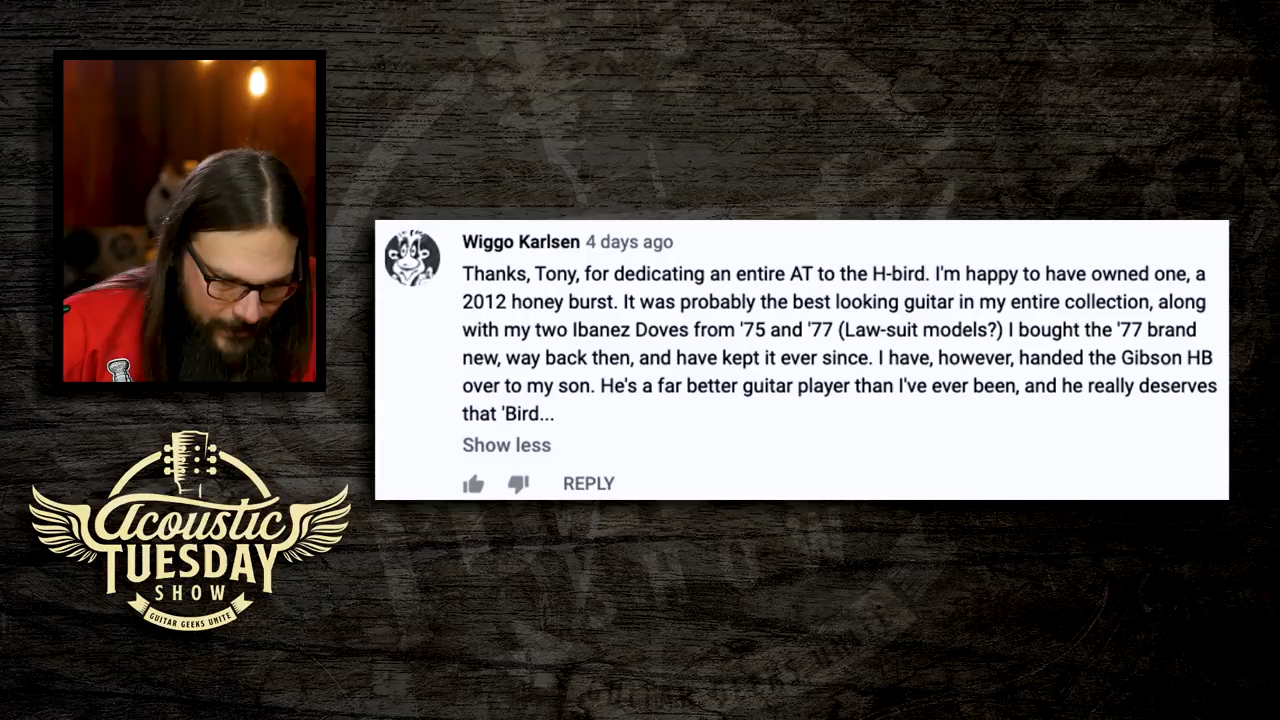 Wiggo Karlsen 4 days ago
Thanks, Tony, for dedicating an entire AT to the H-bird. I'm happy to have owned one, a
2012 honey burst. It was probably the best looking guitar in my entire collection, along
with my two Ibanez Doves from '75 and '77 (Law-suit models?) I bought the '77 brand
new, way back then, and have kept it ever since. I have, however, handed the Gibson HB
over to my son. He's a far better guitar player than I've ever been, and he really deserves
that 'Bird...
Show less
REPLY
Acoustic
TUESDAY
SHOW
GUITAR GEEKS UNITE